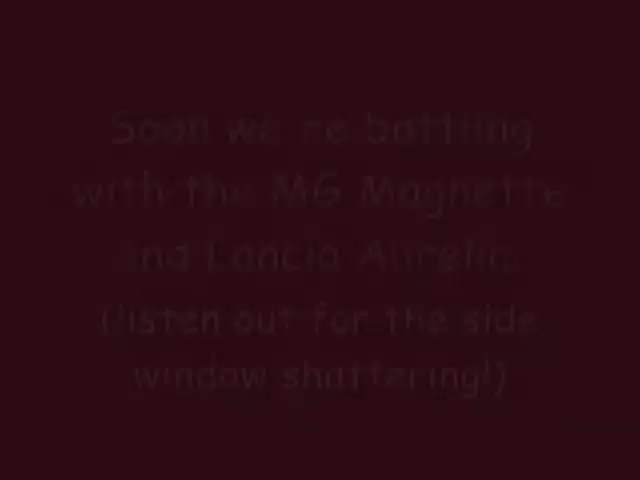 Soon we're battling
with the MG Magnette
and Lancia Aurelia
(listen out for the side
window shattering!)